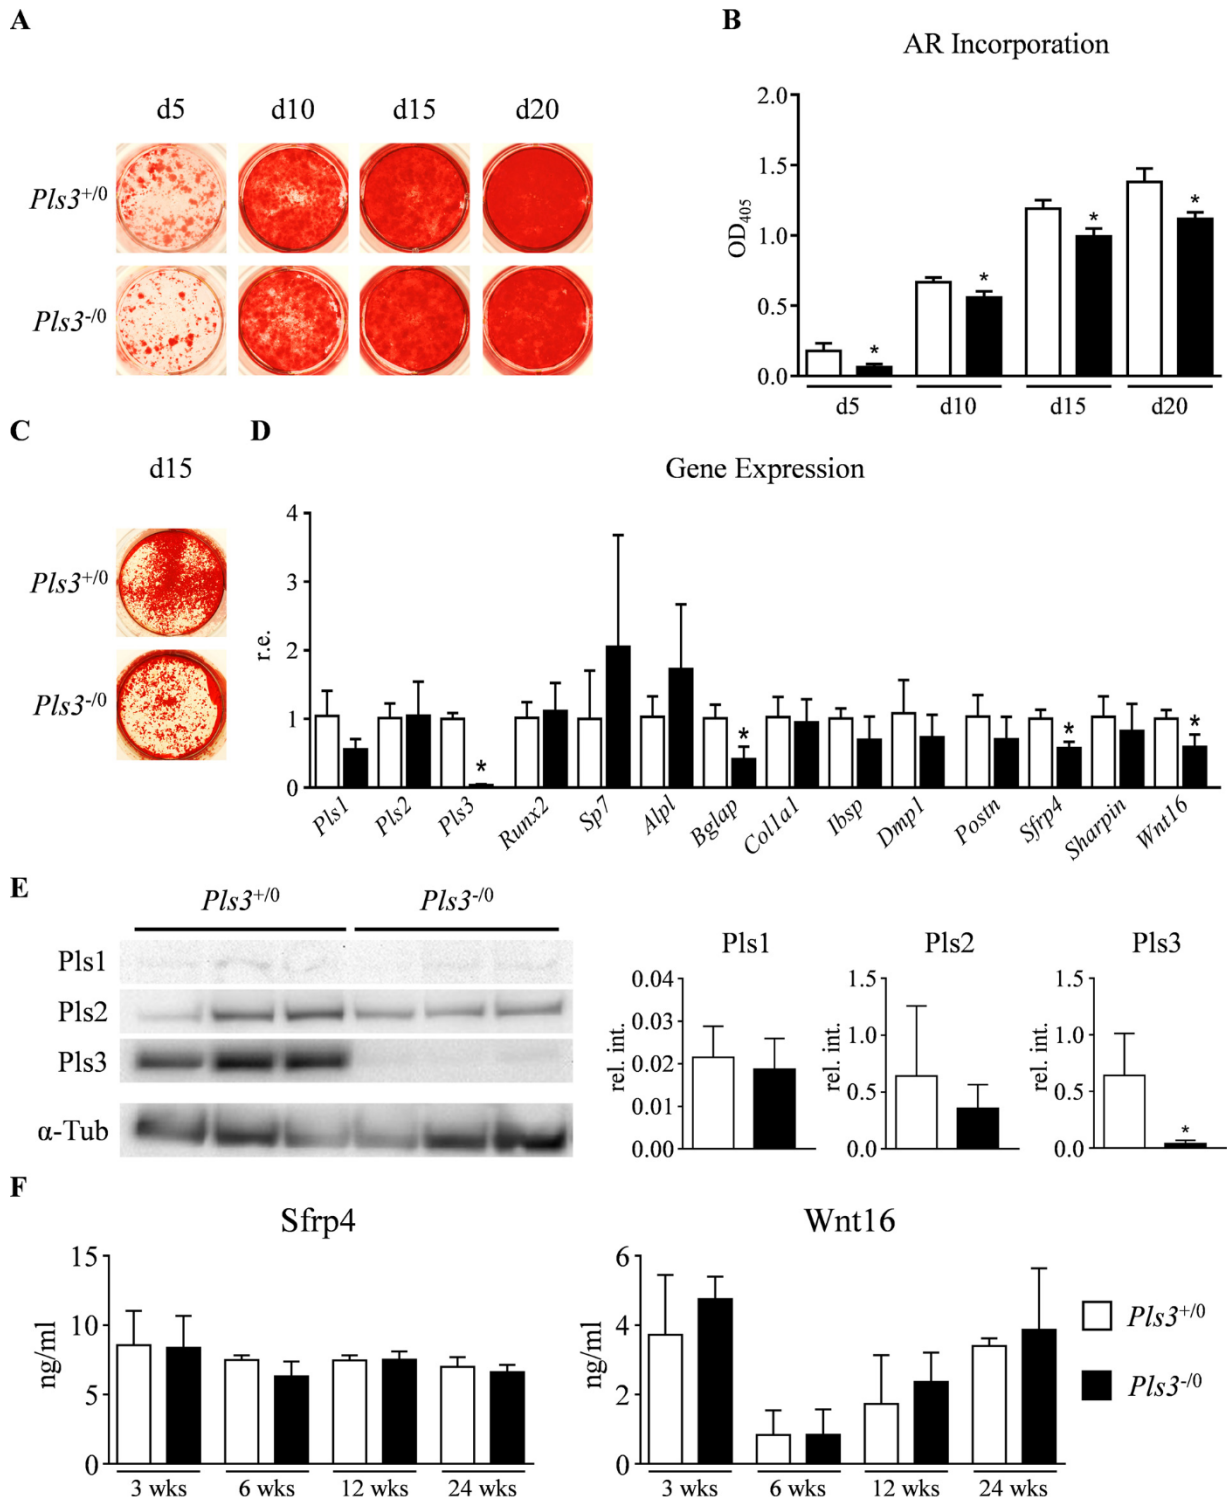 A
d5 d10 d15 d20
Pls3+/0
Pls3-/0
B
AR Incorporation
2.0
1.5
1.0
0.5
0.0
OD405
* * * *
d5 d10 d15 d20
C
d15
Pls3+/0
Pls3-/0
D
Gene Expression
4
3
2
1
0
r.e.
* * * *
Pls1 Pls2 Pls3 Runx2 Sp7 Alpl Bglap Col1a1 Ibsp Dmp1 Postn Sfrp4 Sharpin Wnt16
E
Pls3+/0 Pls3-/0
Pls1
Pls2
Pls3
α-Tub
Pls1
0.04
0.03
0.02
0.01
0.00
rel. int.
Pls2
1.5
1.0
0.5
0.0
rel. int.
Pls3
1.5
1.0
0.5
0.0
rel. int.
*
F
Sfrp4
15
10
5
0
ng/ml
3 wks 6 wks 12 wks 24 wks
Wnt16
6
4
2
0
ng/ml
3 wks 6 wks 12 wks 24 wks
Pls3+/0
Pls3-/0